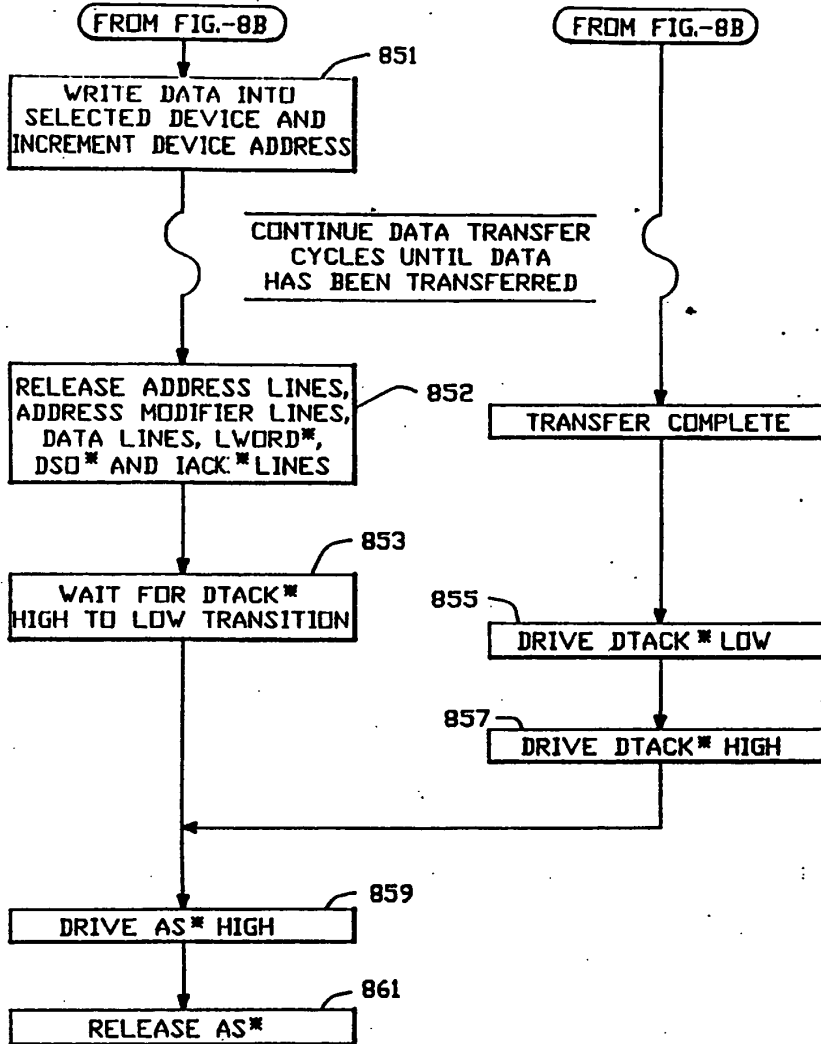 FROM FIG.-8B
FROM FIG.-8B
851
WRITE DATA INTO
SELECTED DEVICE AND
INCREMENT DEVICE ADDRESS
CONTINUE DATA TRANSFER
CYCLES UNTIL DATA
HAS BEEN TRANSFERRED
RELEASE ADDRESS LINES,
ADDRESS MODIFIER LINES,
DATA LINES, LWORD*,
DS0* AND IACK* LINES
852
TRANSFER COMPLETE
853
WAIT FOR DTACK*
HIGH TO LOW TRANSITION
855
DRIVE DTACK* LOW
857
DRIVE DTACK* HIGH
859
DRIVE AS* HIGH
861
RELEASE AS*